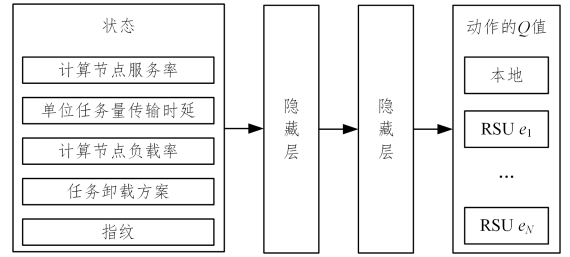 状态
计算节点服务率
单位任务量传输时延
计算节点负载率
任务卸载方案
指纹
隐藏层
隐藏层
动作的Q值
本地
RSU e₁
...
RSU e_N